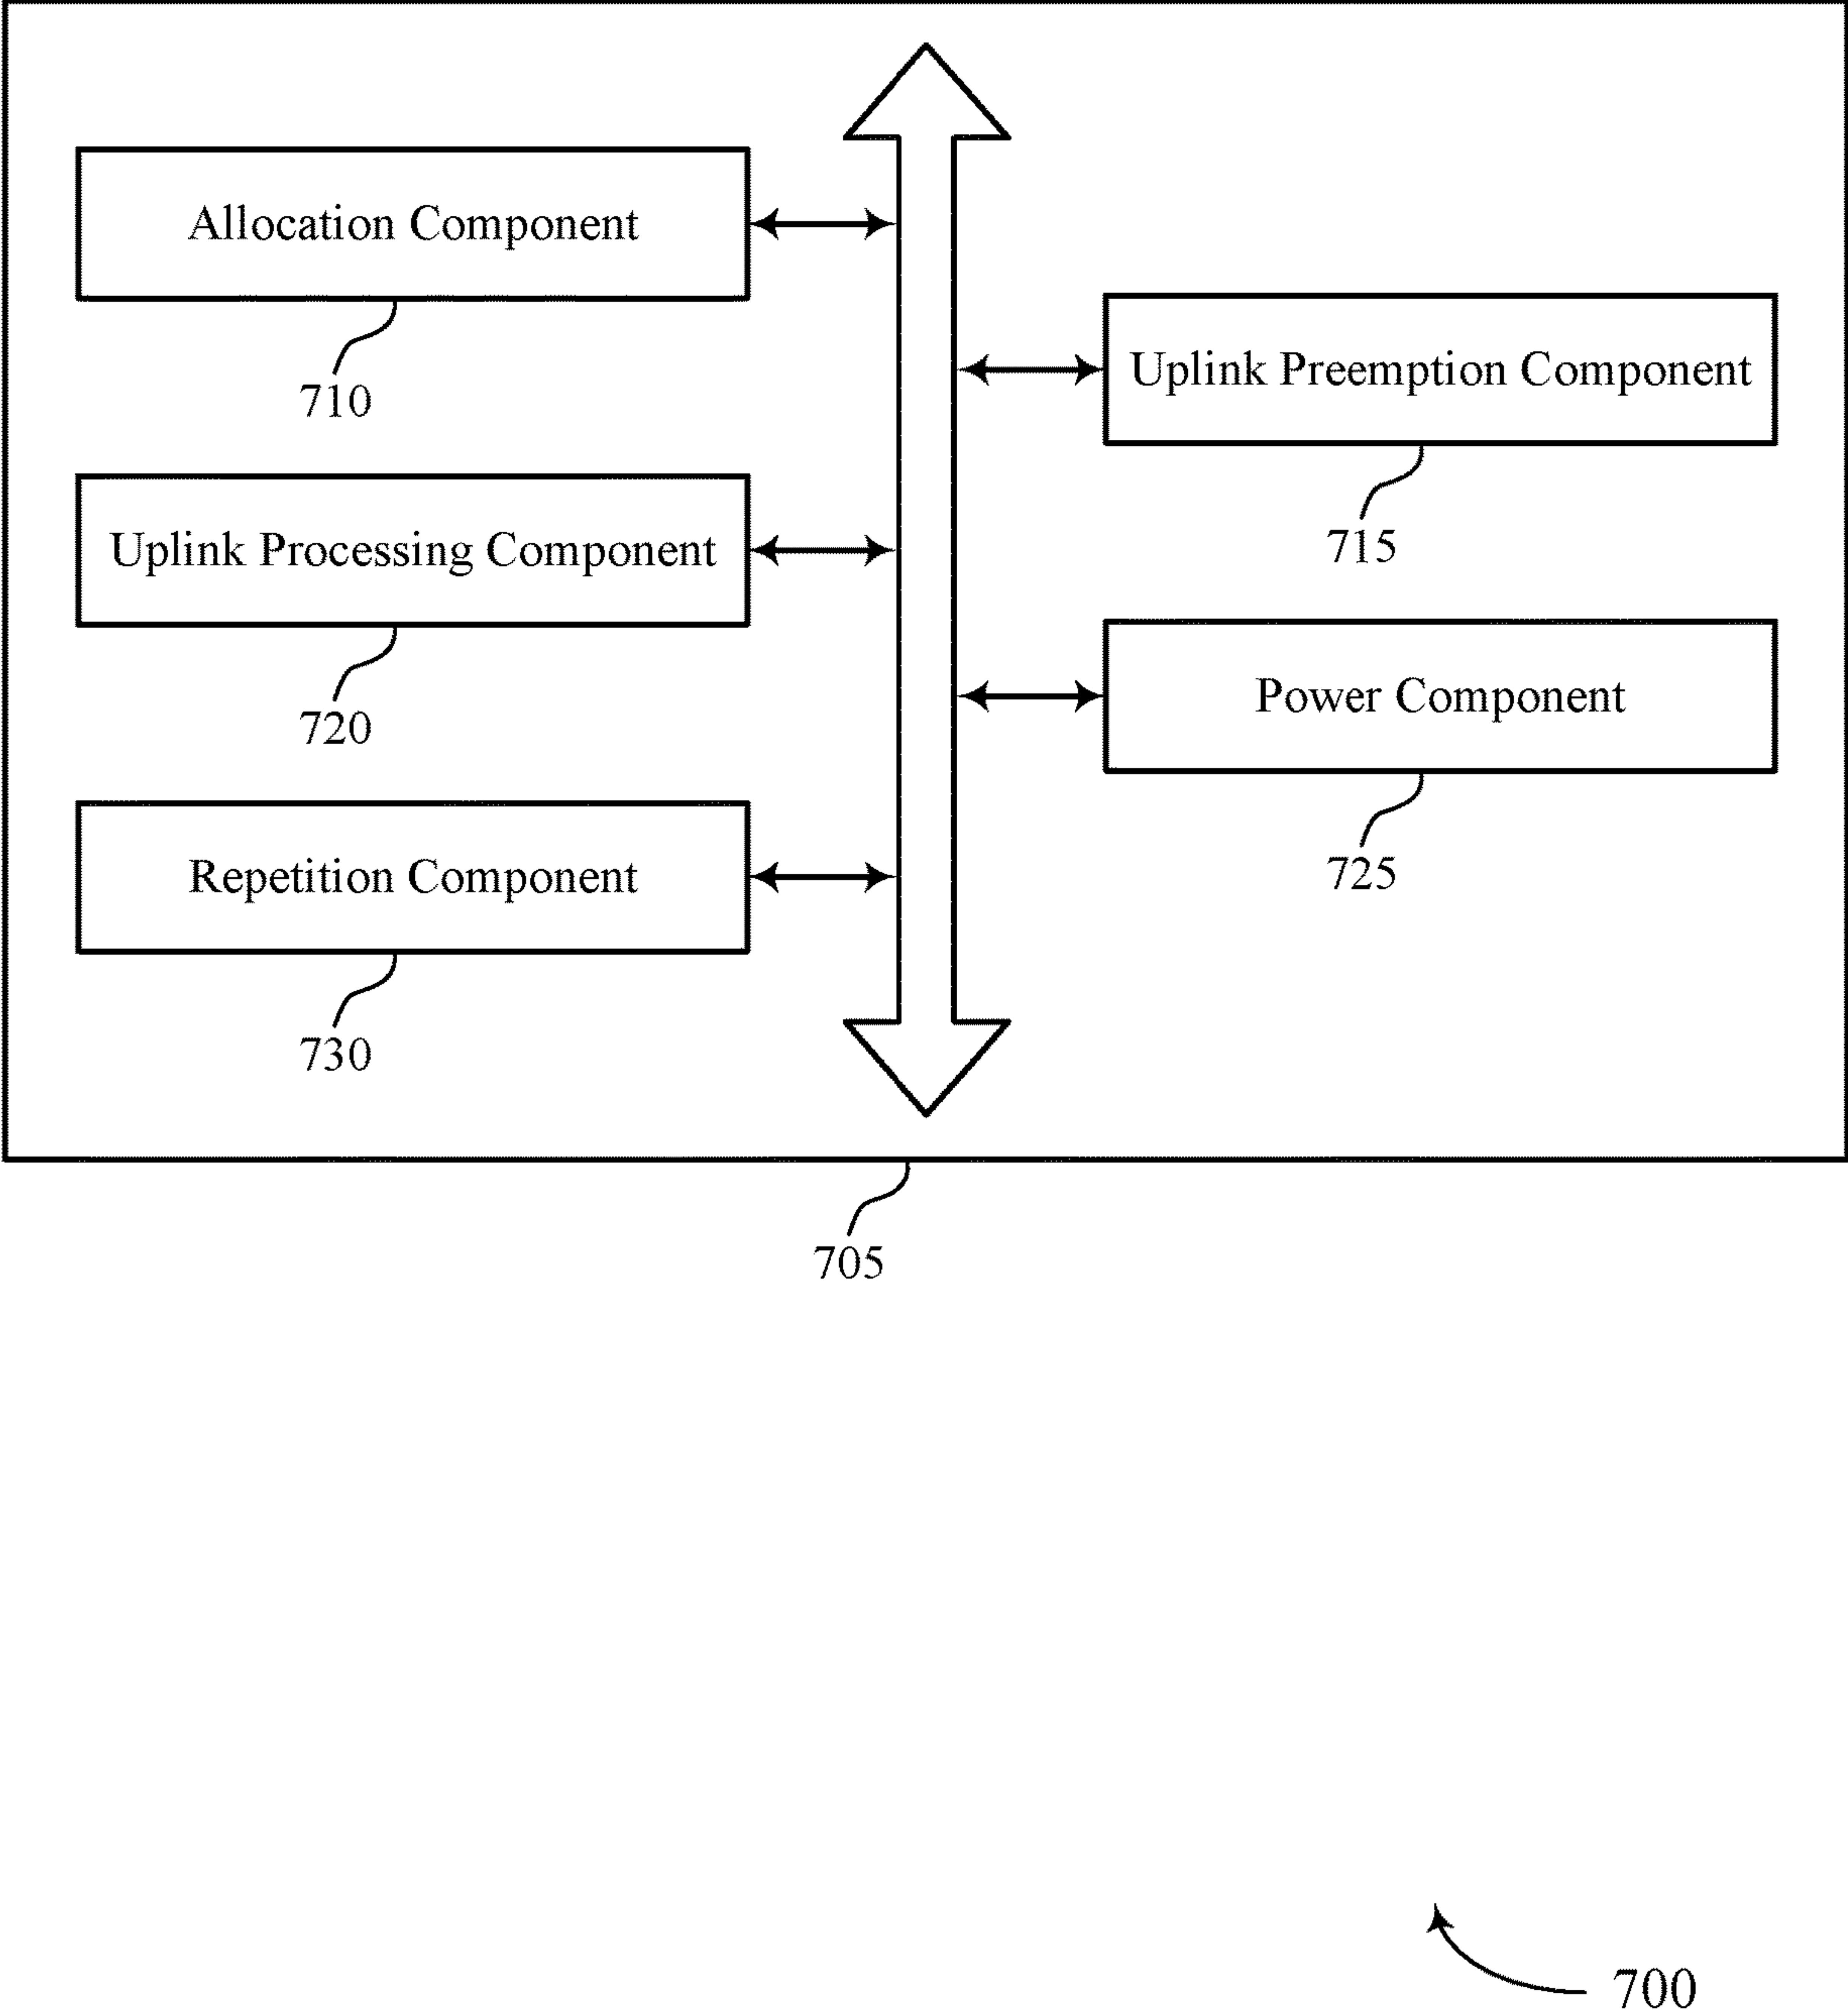 Allocation Component
710
Uplink Preemption Component
715
Uplink Processing Component
720
Power Component
725
Repetition Component
730
705
700